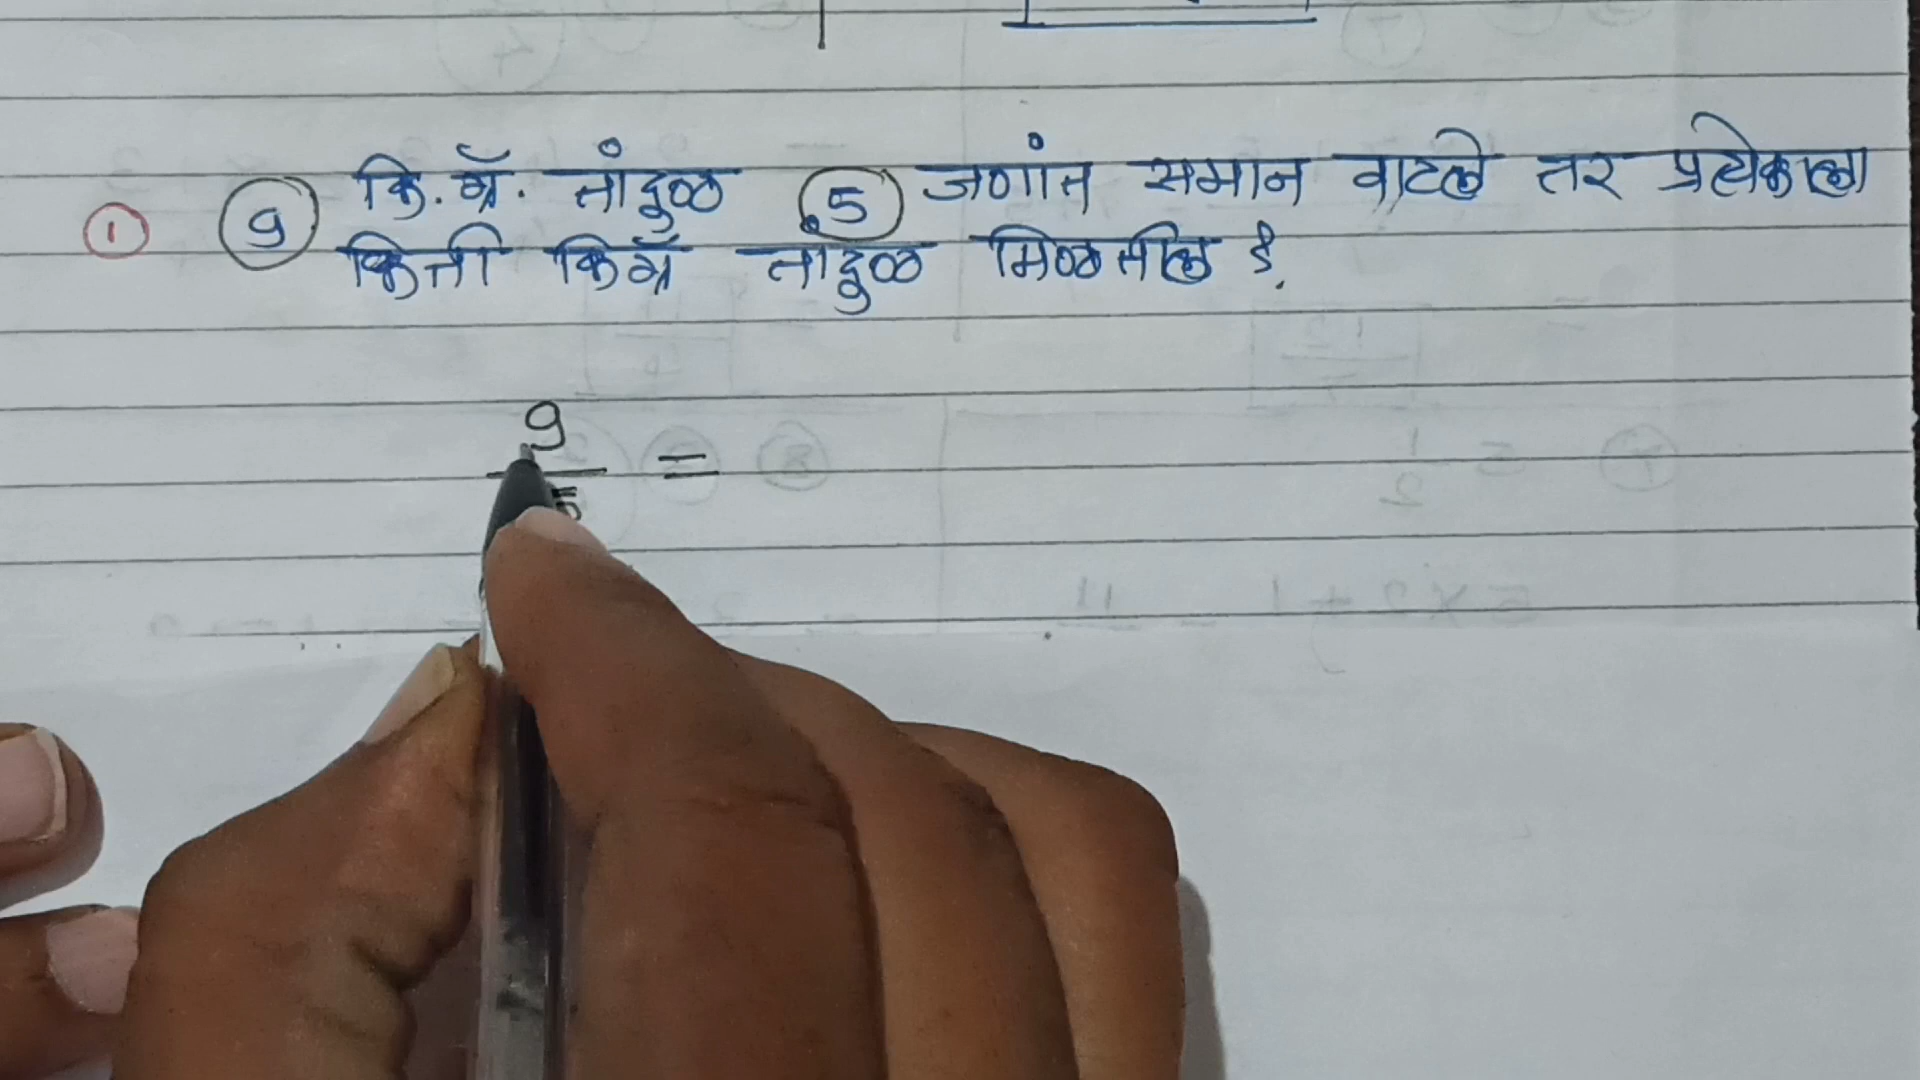 ① 9 कि.ग्रॅ. तांदुळ 5 जणांत समान वाटले तर प्रत्येकाला
किती किग्रॅ तांदुळ मिळतील ?
9/5 =